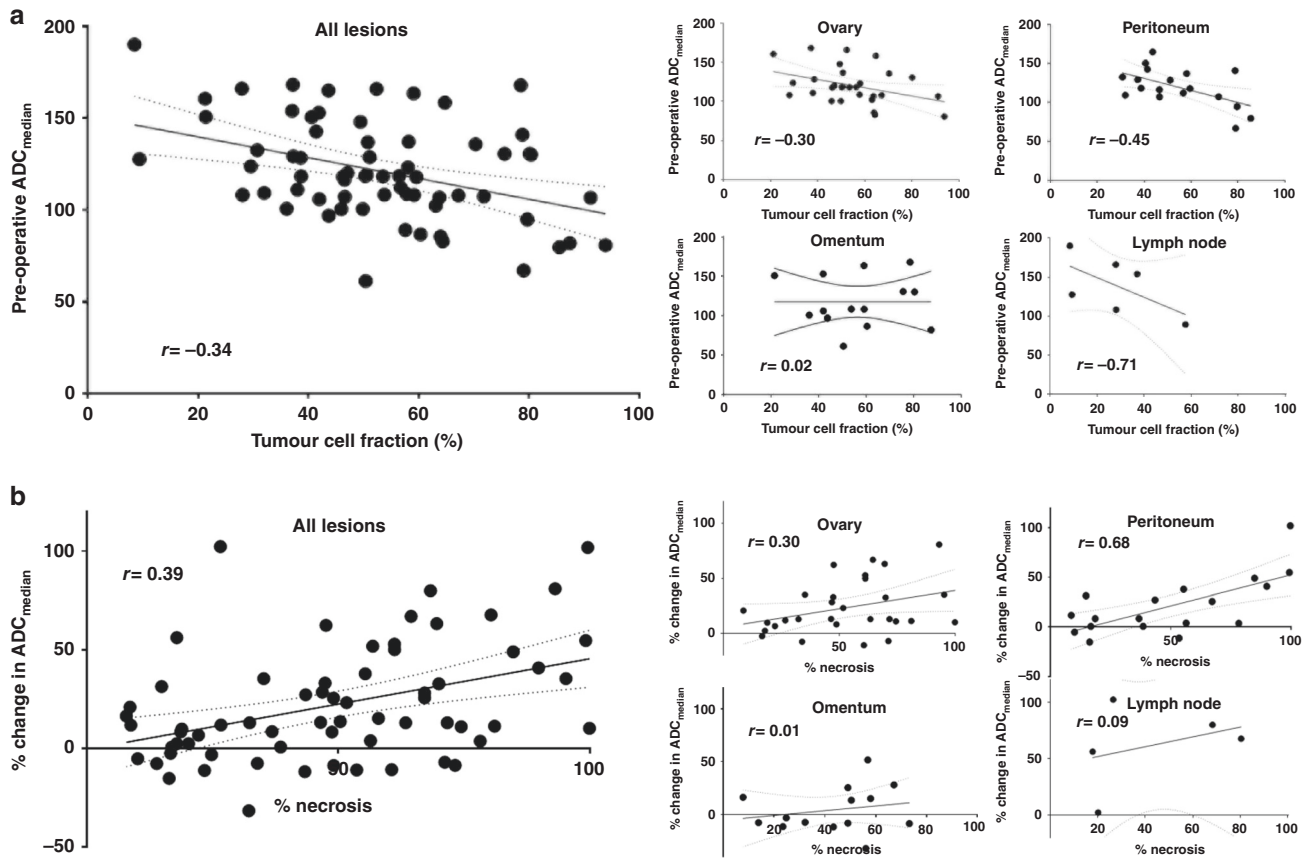 a
All lesions
200
150
100
50
0
Pre-operative ADCmedian
r= –0.34
0 20 40 60 80 100
Tumour cell fraction (%)
Ovary
200
150
100
50
0
Pre-operative ADCmedian
r= –0.30
0 20 40 60 80 100
Tumour cell fraction (%)
Peritoneum
200
150
100
50
0
Pre-operative ADCmedian
r= –0.45
0 20 40 60 80 100
Tumour cell fraction (%)
Omentum
200
150
100
50
0
Pre-operative ADCmedian
r= 0.02
0 20 40 60 80 100
Tumour cell fraction (%)
Lymph node
200
150
100
50
0
Pre-operative ADCmedian
r= –0.71
0 20 40 60 80 100
Tumour cell fraction (%)
b
All lesions
100
50
0
–50
% change in ADCmedian
r= 0.39
100
% necrosis
Ovary
100
50
0
% change in ADCmedian
r= 0.30
50 100
% necrosis
Peritoneum
100
50
0
–50
% change in ADCmedian
r= 0.68
50 100
% necrosis
Omentum
100
50
0
% change in ADCmedian
r= 0.01
20 40 60 80 100
% necrosis
Lymph node
100
50
0
% change in ADCmedian
r= 0.09
20 40 60 80 100
% necrosis